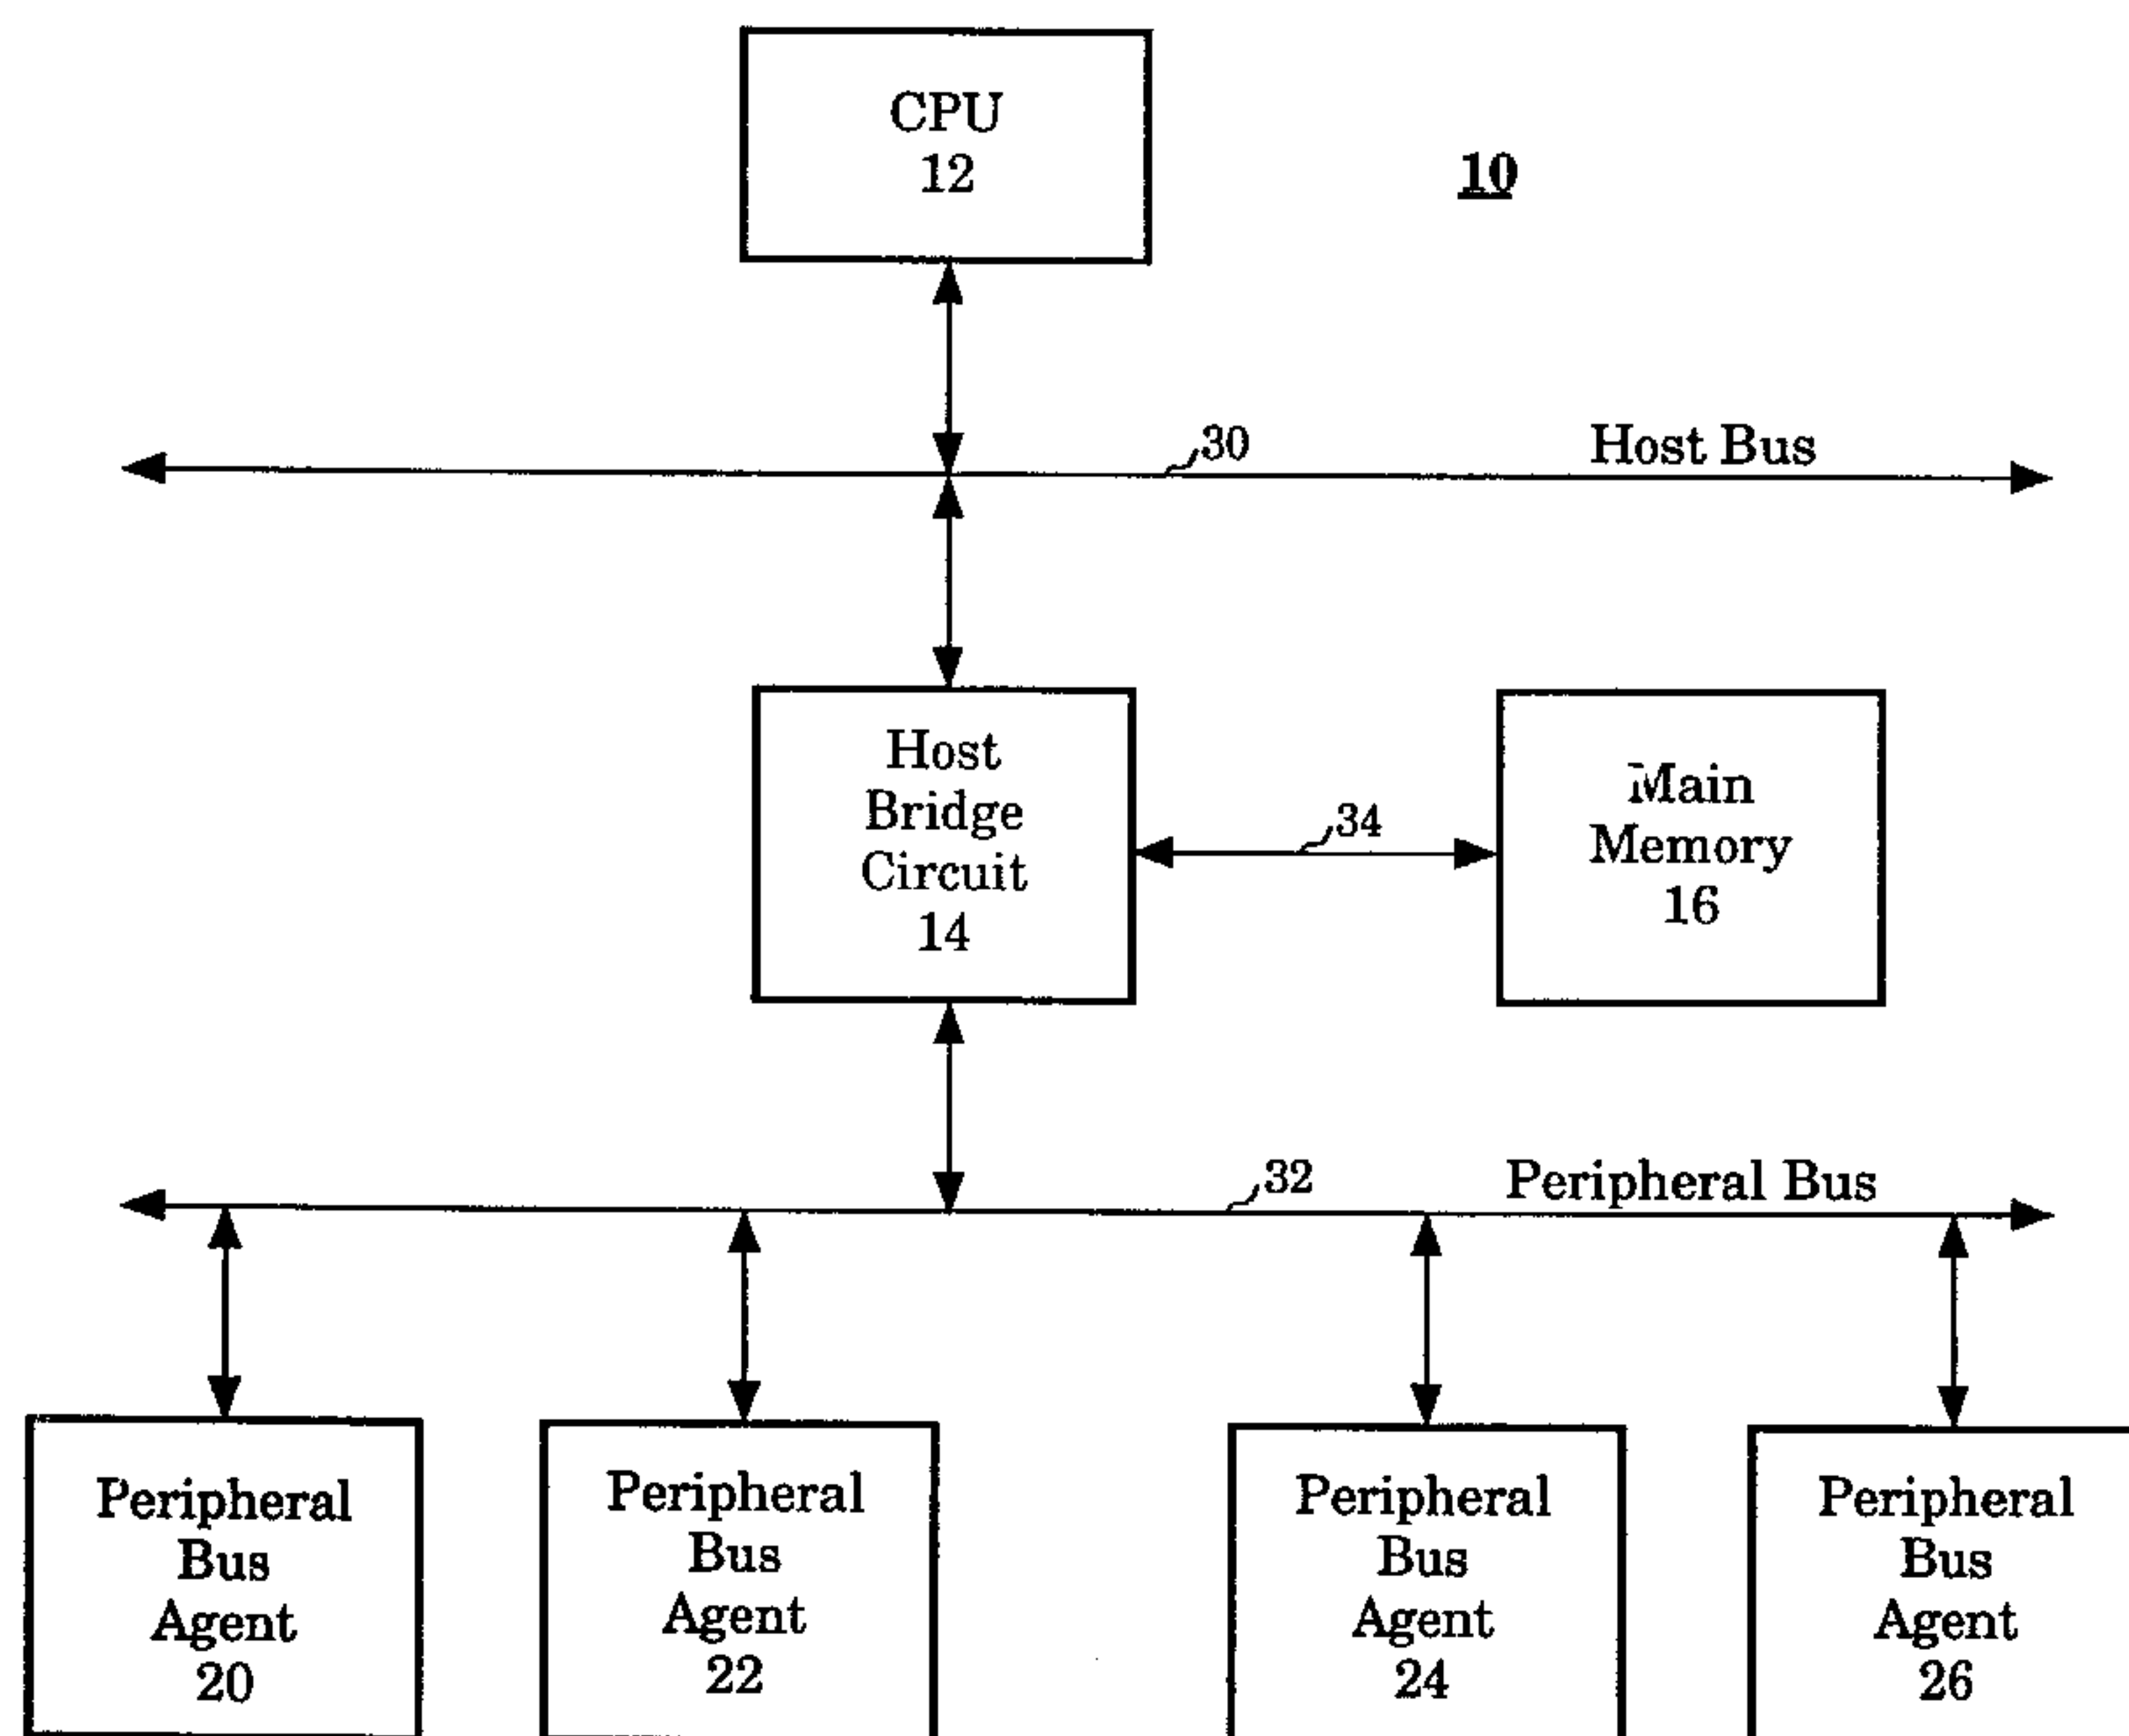 CPU
12
10
30
Host Bus
Host
Bridge
Circuit
14
34
Main
Memory
16
32
Peripheral Bus
Peripheral
Bus
Agent
20
Peripheral
Bus
Agent
22
Peripheral
Bus
Agent
24
Peripheral
Bus
Agent
26